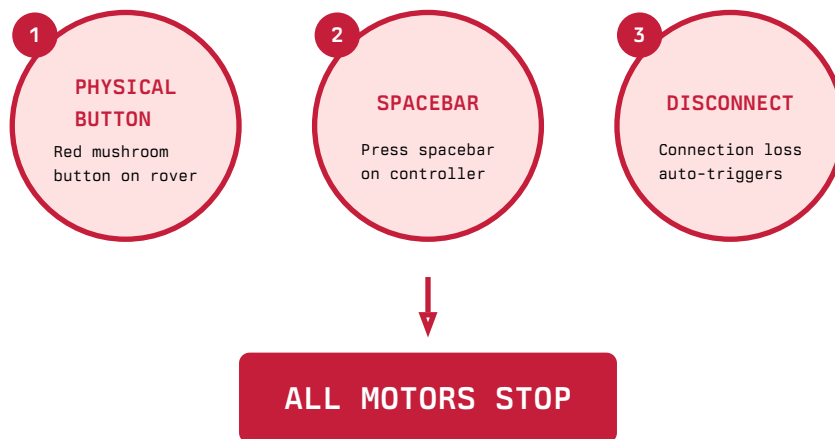 1
PHYSICAL
BUTTON
Red mushroom
button on rover
2
SPACEBAR
Press spacebar
on controller
3
DISCONNECT
Connection loss
auto-triggers
ALL MOTORS STOP